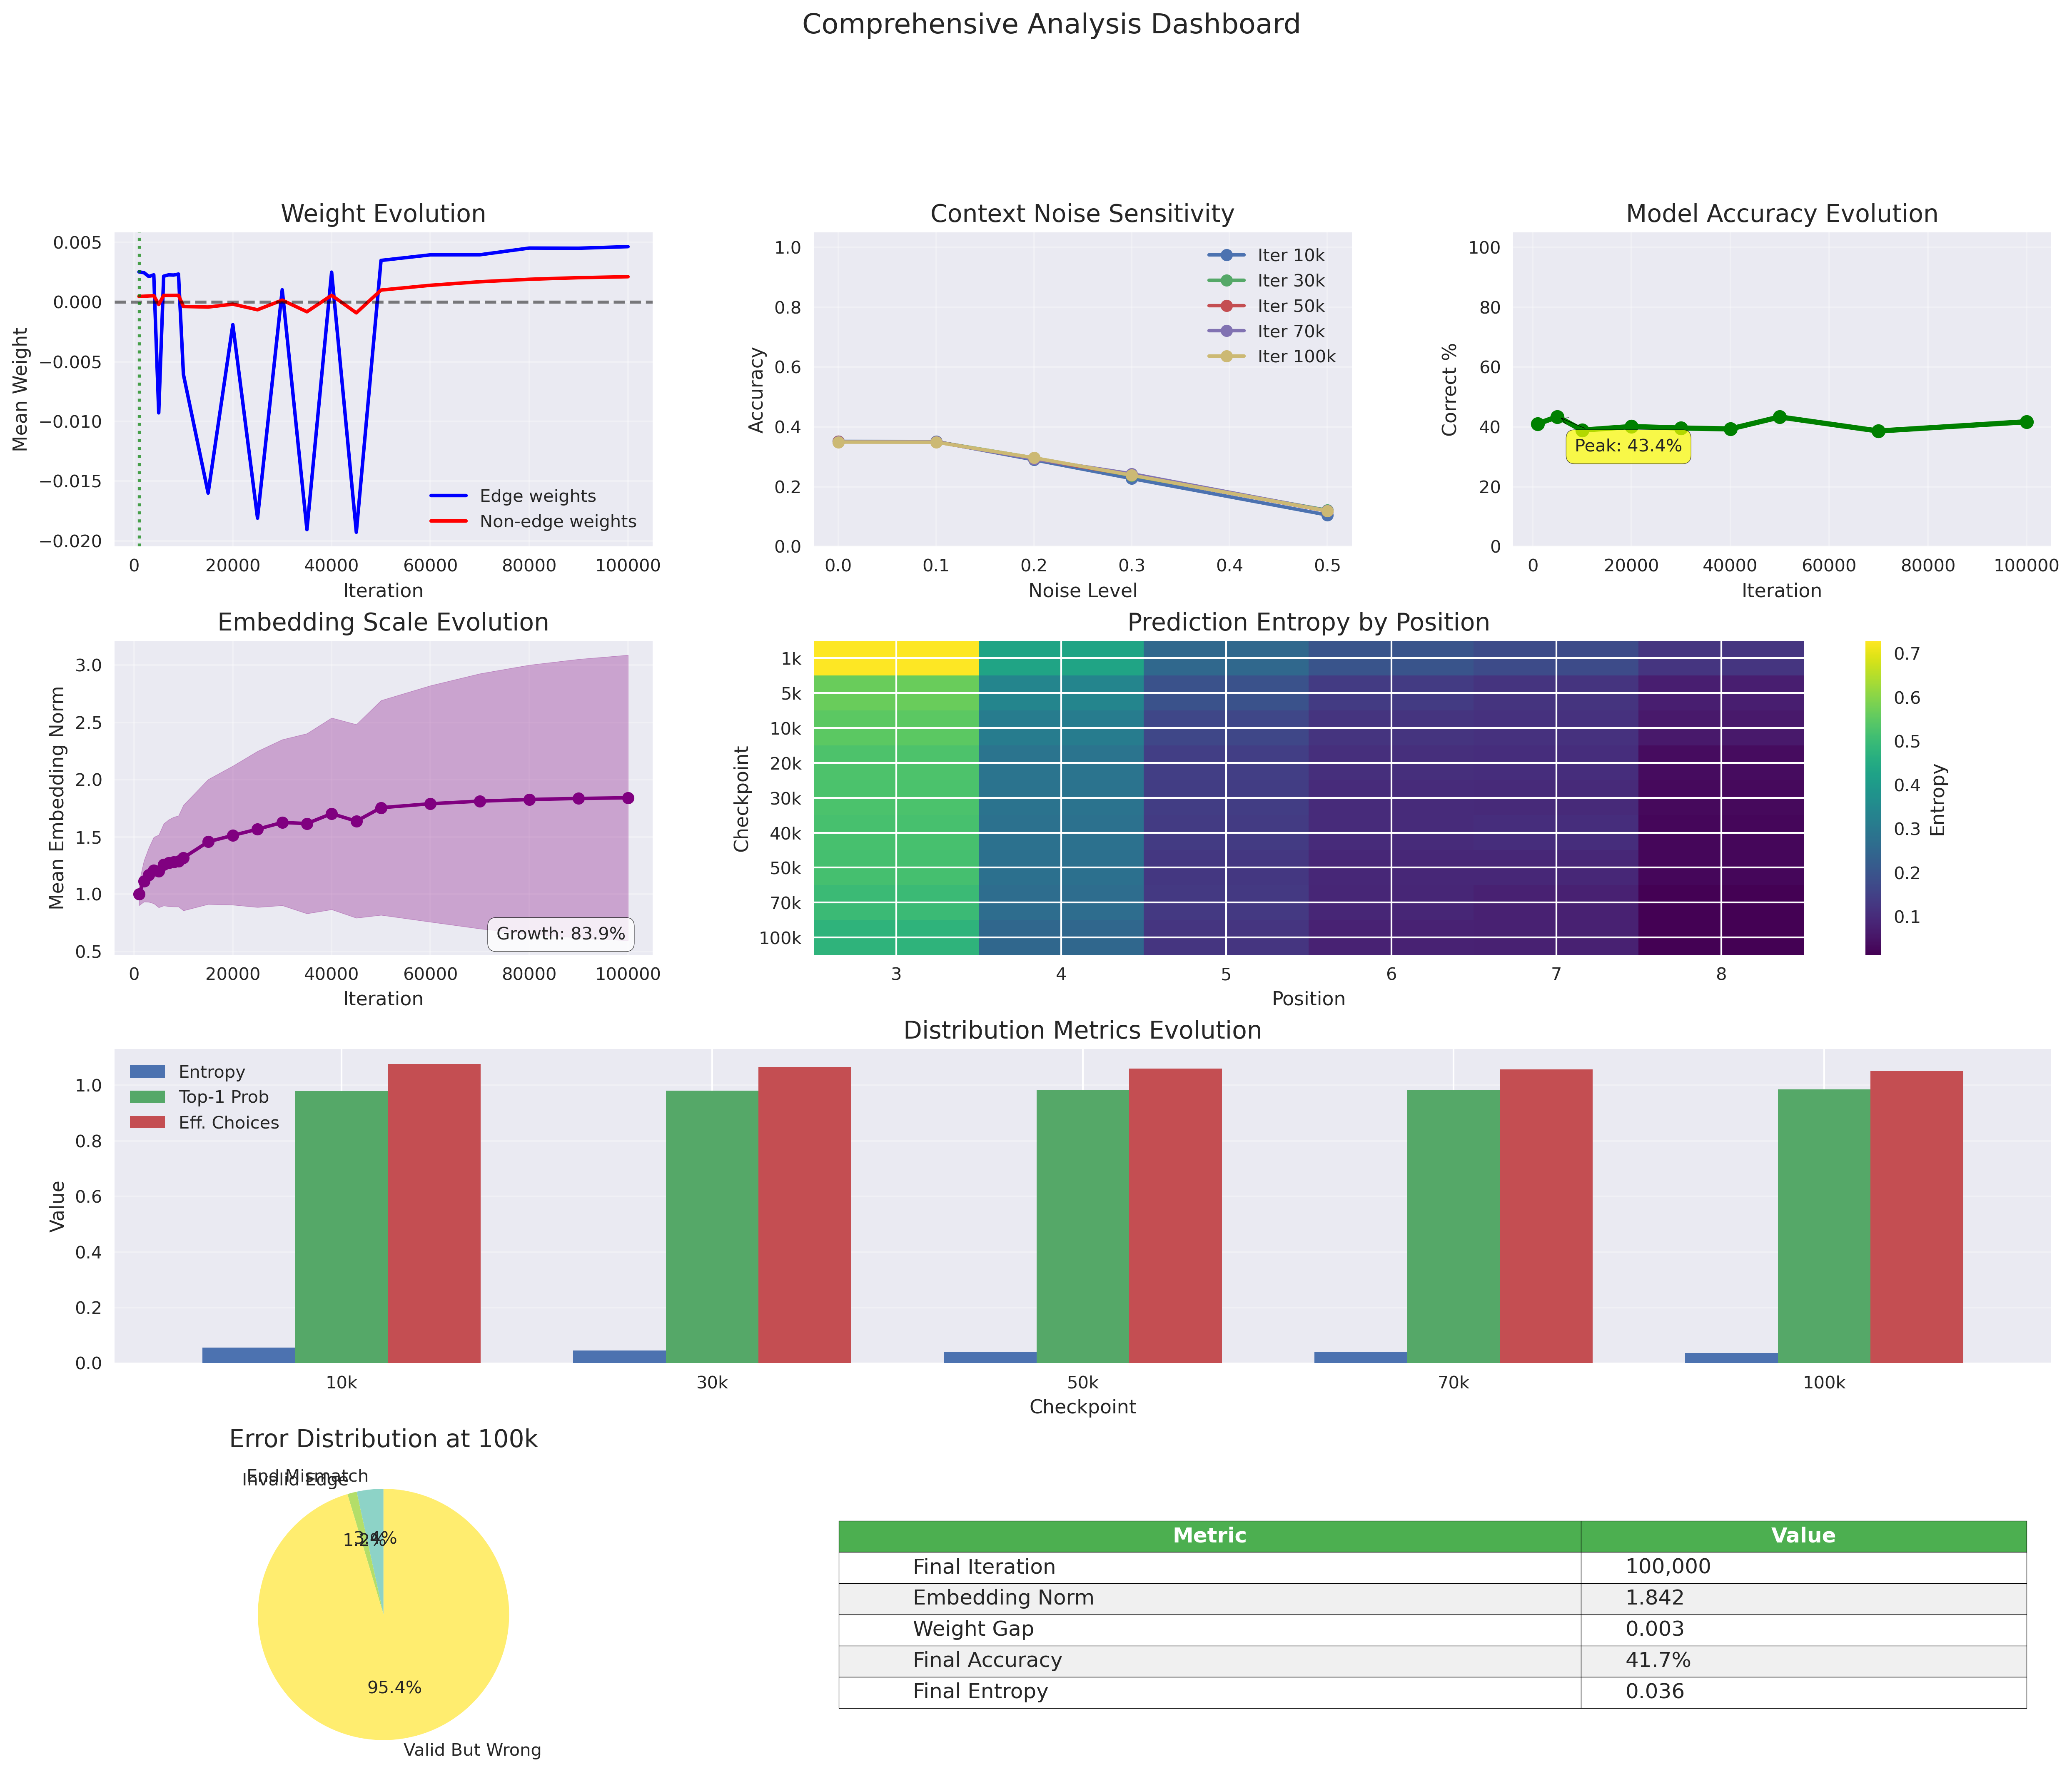 Comprehensive Analysis Dashboard
Weight Evolution
0.005
0.000
−0.005
−0.010
−0.015
−0.020
Mean Weight
Edge weights
Non-edge weights
0 20000 40000 60000 80000 100000
Iteration
Context Noise Sensitivity
1.0
0.8
0.6
0.4
0.2
0.0
Accuracy
Iter 10k
Iter 30k
Iter 50k
Iter 70k
Iter 100k
0.0 0.1 0.2 0.3 0.4 0.5
Noise Level
Model Accuracy Evolution
100
80
60
40
20
0
Correct %
Peak: 43.4%
0 20000 40000 60000 80000 100000
Iteration
Embedding Scale Evolution
3.0
2.5
2.0
1.5
1.0
0.5
Mean Embedding Norm
Growth: 83.9%
0 20000 40000 60000 80000 100000
Iteration
Prediction Entropy by Position
1k
5k
10k
20k
30k
40k
50k
70k
100k
Checkpoint
3 4 5 6 7 8
Position
0.7
0.6
0.5
0.4
0.3
0.2
0.1
Entropy
Distribution Metrics Evolution
1.0
0.8
0.6
0.4
0.2
0.0
Value
Entropy
Top-1 Prob
Eff. Choices
10k 30k 50k 70k 100k
Checkpoint
Error Distribution at 100k
End Mismatch
Invalid Edge
3.4%
1.2%
95.4%
Valid But Wrong
Metric Value
Final Iteration 100,000
Embedding Norm 1.842
Weight Gap 0.003
Final Accuracy 41.7%
Final Entropy 0.036